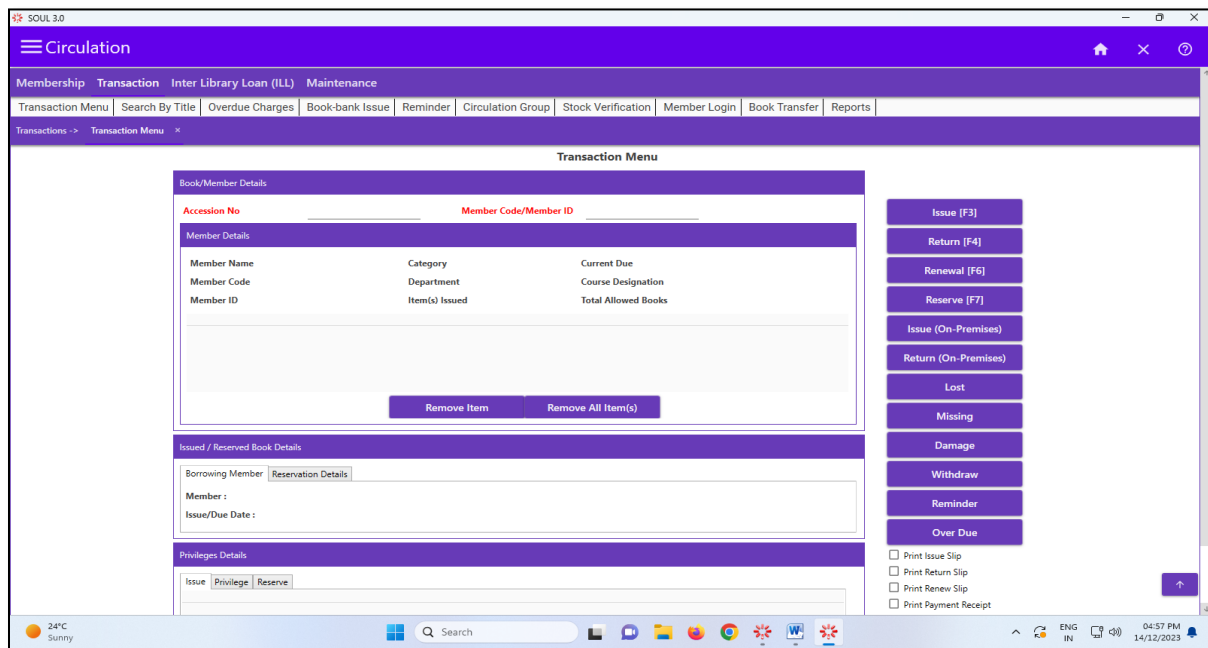 SOUL 3.0
Circulation
Membership Transaction Inter Library Loan (ILL) Maintenance
Transaction Menu Search By Title Overdue Charges Book-bank Issue Reminder Circulation Group Stock Verification Member Login Book Transfer Reports
Transactions -> Transaction Menu ×
Transaction Menu
Book/Member Details
Accession No Member Code/Member ID
Member Details
Member Name Category Current Due
Member Code Department Course Designation
Member ID Item(s) Issued Total Allowed Books
Remove Item Remove All Item(s)
Issued / Reserved Book Details
Borrowing Member Reservation Details
Member :
Issue/Due Date :
Privileges Details
Issue Privilege Reserve
Issue [F3]
Return [F4]
Renewal [F6]
Reserve [F7]
Issue (On-Premises)
Return (On-Premises)
Lost
Missing
Damage
Withdraw
Reminder
Over Due
Print Issue Slip
Print Return Slip
Print Renew Slip
Print Payment Receipt
24°C
Sunny
Search
ENG
IN
04:57 PM
14/12/2023